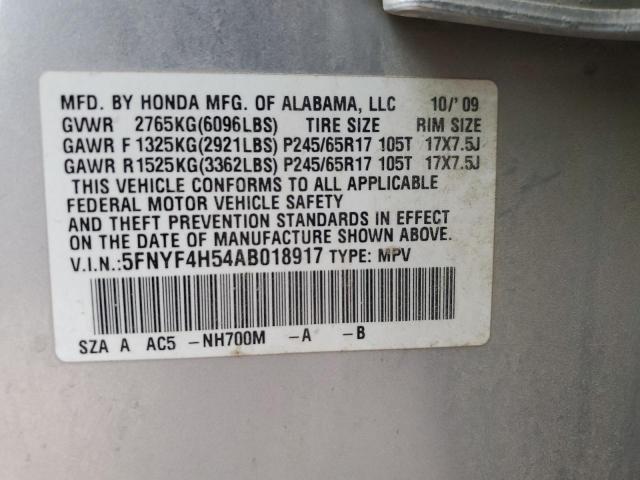 MFD. BY HONDA MFG. OF ALABAMA, LLC 10/'09
GVWR 2765KG(6096LBS) TIRE SIZE RIM SIZE
GAWR F 1325KG(2921LBS) P245/65R17 105T 17X7.5J
GAWR R 1525KG(3362LBS) P245/65R17 105T 17X7.5J
THIS VEHICLE CONFORMS TO ALL APPLICABLE
FEDERAL MOTOR VEHICLE SAFETY
AND THEFT PREVENTION STANDARDS IN EFFECT
ON THE DATE OF MANUFACTURE SHOWN ABOVE.
V.I.N.:5FNYF4H54AB018917 TYPE: MPV
SZA A AC5 -NH700M -A -B